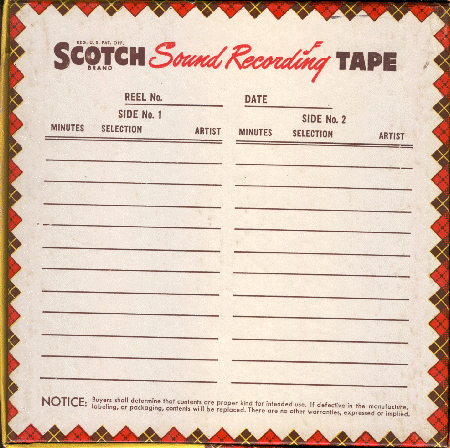 REG. U.S. PAT. OFF.
SCOTCH Sound Recording TAPE
BRAND
REEL No. DATE
SIDE No. 1 SIDE No. 2
MINUTES SELECTION ARTIST MINUTES SELECTION ARTIST
NOTICE: Buyers shall determine that contents are proper kind for intended use. If defective in the manufacture,
labeling, or packaging, contents will be replaced. There are no other warranties, expressed or implied.